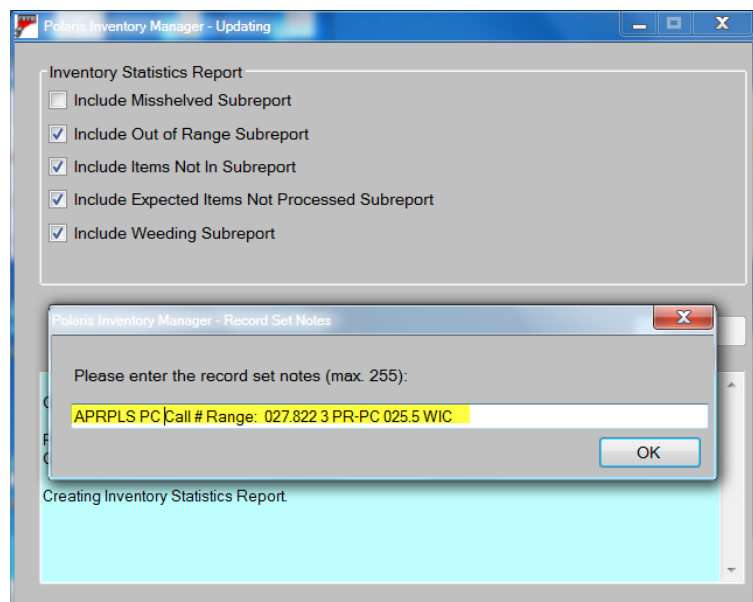 Polaris Inventory Manager - Updating
Inventory Statistics Report
Include Misshelved Subreport
Include Out of Range Subreport
Include Items Not In Subreport
Include Expected Items Not Processed Subreport
Include Weeding Subreport
Polaris Inventory Manager - Record Set Notes
Please enter the record set notes (max. 255):
APRPLS PC Call # Range: 027.822 3 PR-PC 025.5 WIC
OK
Creating Inventory Statistics Report.